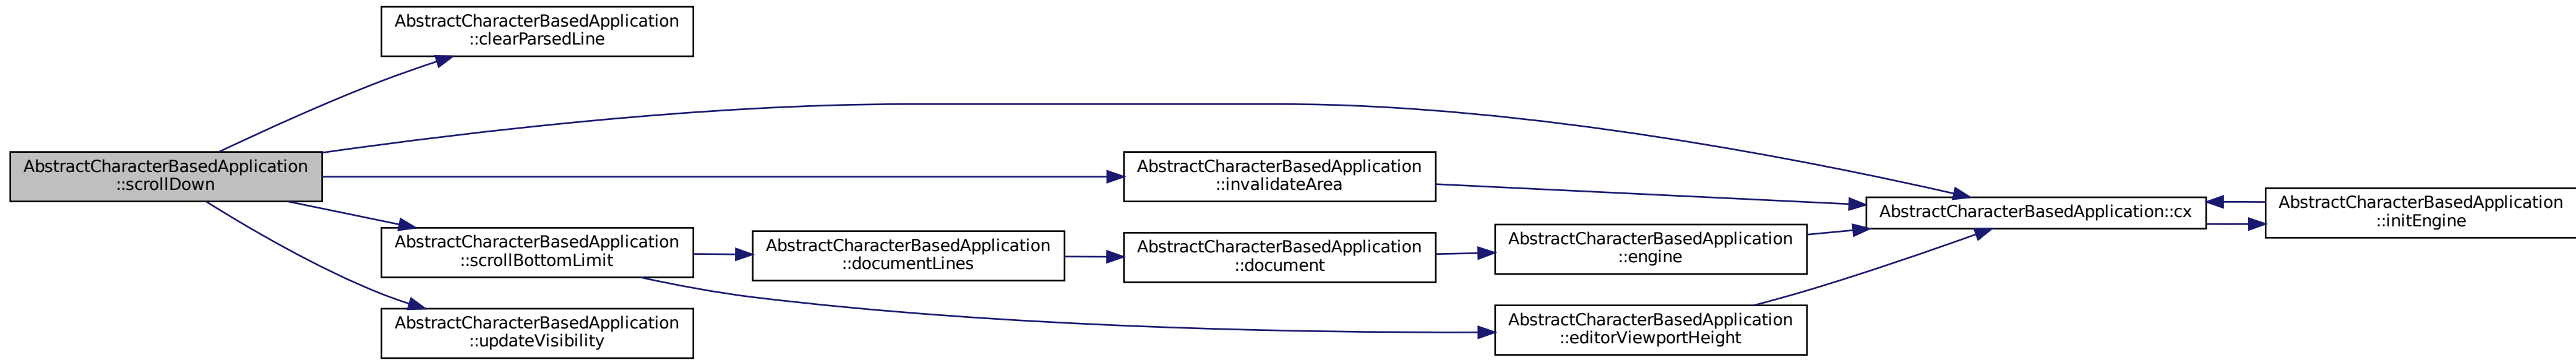 AbstractCharacterBasedApplication
::scrollDown
AbstractCharacterBasedApplication
::clearParsedLine
AbstractCharacterBasedApplication
::scrollBottomLimit
AbstractCharacterBasedApplication
::updateVisibility
AbstractCharacterBasedApplication
::documentLines
AbstractCharacterBasedApplication
::invalidateArea
AbstractCharacterBasedApplication
::document
AbstractCharacterBasedApplication
::engine
AbstractCharacterBasedApplication
::editorViewportHeight
AbstractCharacterBasedApplication::cx
AbstractCharacterBasedApplication
::initEngine